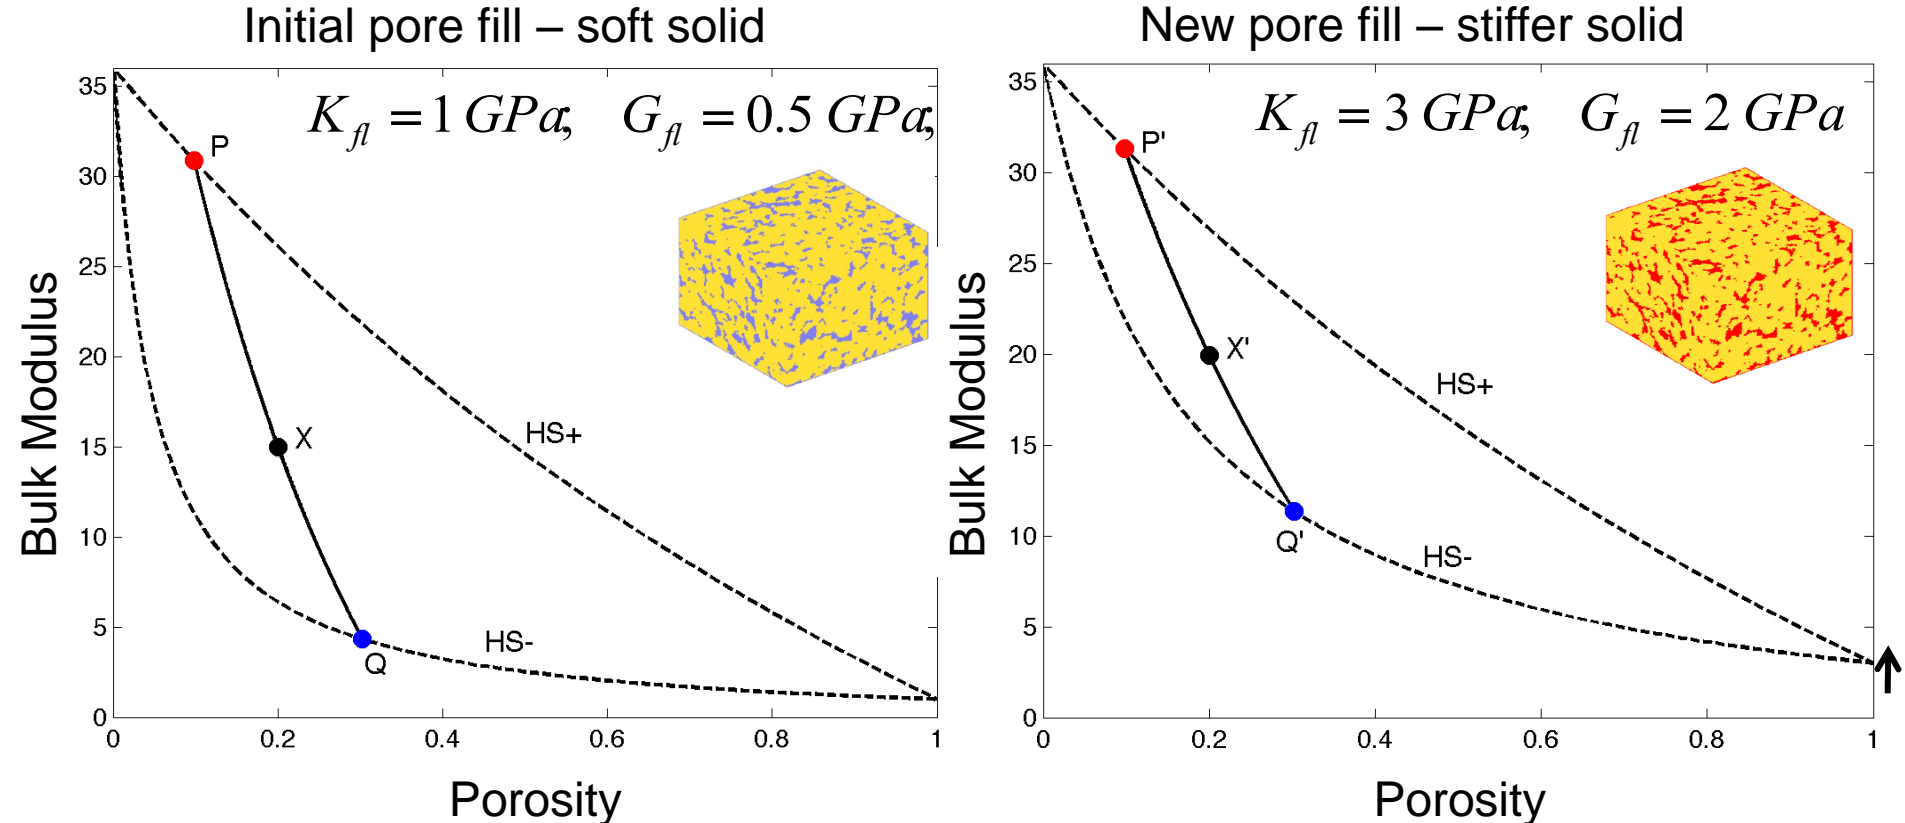 Initial pore fill – soft solid
K_fl = 1 GPa; G_fl = 0.5 GPa;
35
30
25
20
15
10
5
0
P
X
Q
HS+
HS-
0
0.2
0.4
0.6
0.8
1
Bulk Modulus
Porosity
New pore fill – stiffer solid
K_fl = 3 GPa; G_fl = 2 GPa
35
30
25
20
15
10
5
0
P'
X'
Q'
HS+
HS-
0
0.2
0.4
0.6
0.8
1
Bulk Modulus
Porosity